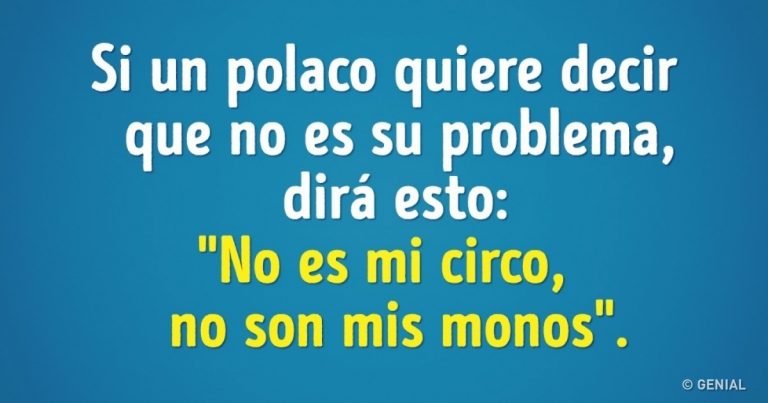 Si un polaco quiere decir
que no es su problema,
dirá esto:
"No es mi circo,
no son mis monos".
© GENIAL